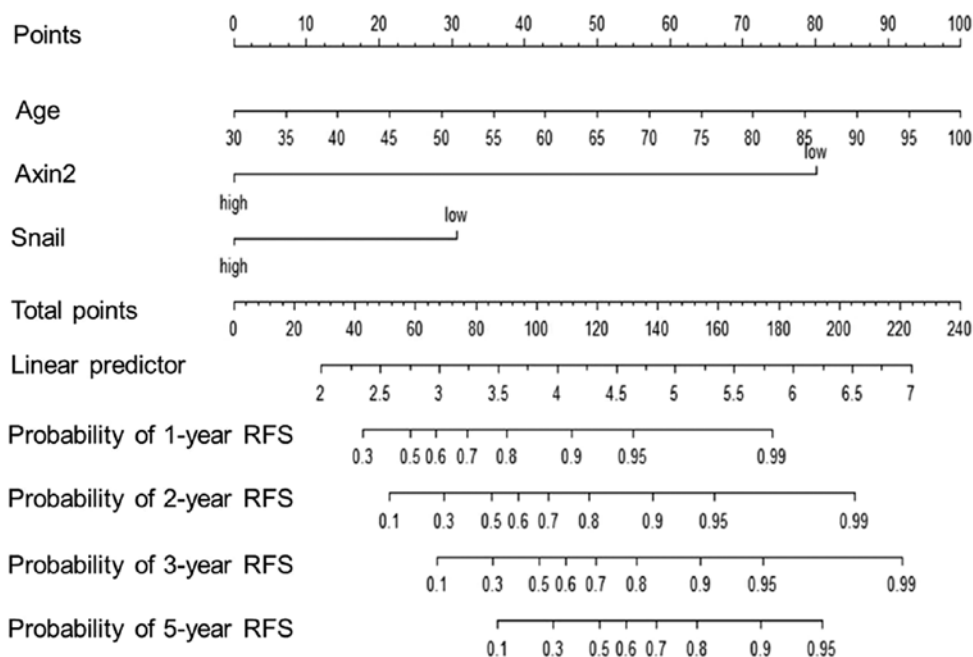 Points 0 10 20 30 40 50 60 70 80 90 100
Age
30 35 40 45 50 55 60 65 70 75 80 85 90 95 100
low
Axin2
high
low
Snail
high
Total points
0 20 40 60 80 100 120 140 160 180 200 220 240
Linear predictor
2 2.5 3 3.5 4 4.5 5 5.5 6 6.5 7
Probability of 1-year RFS
0.3 0.5 0.6 0.7 0.8 0.9 0.95 0.99
Probability of 2-year RFS
0.1 0.3 0.5 0.6 0.7 0.8 0.9 0.95 0.99
Probability of 3-year RFS
0.1 0.3 0.5 0.6 0.7 0.8 0.9 0.95 0.99
Probability of 5-year RFS
0.1 0.3 0.5 0.6 0.7 0.8 0.9 0.95